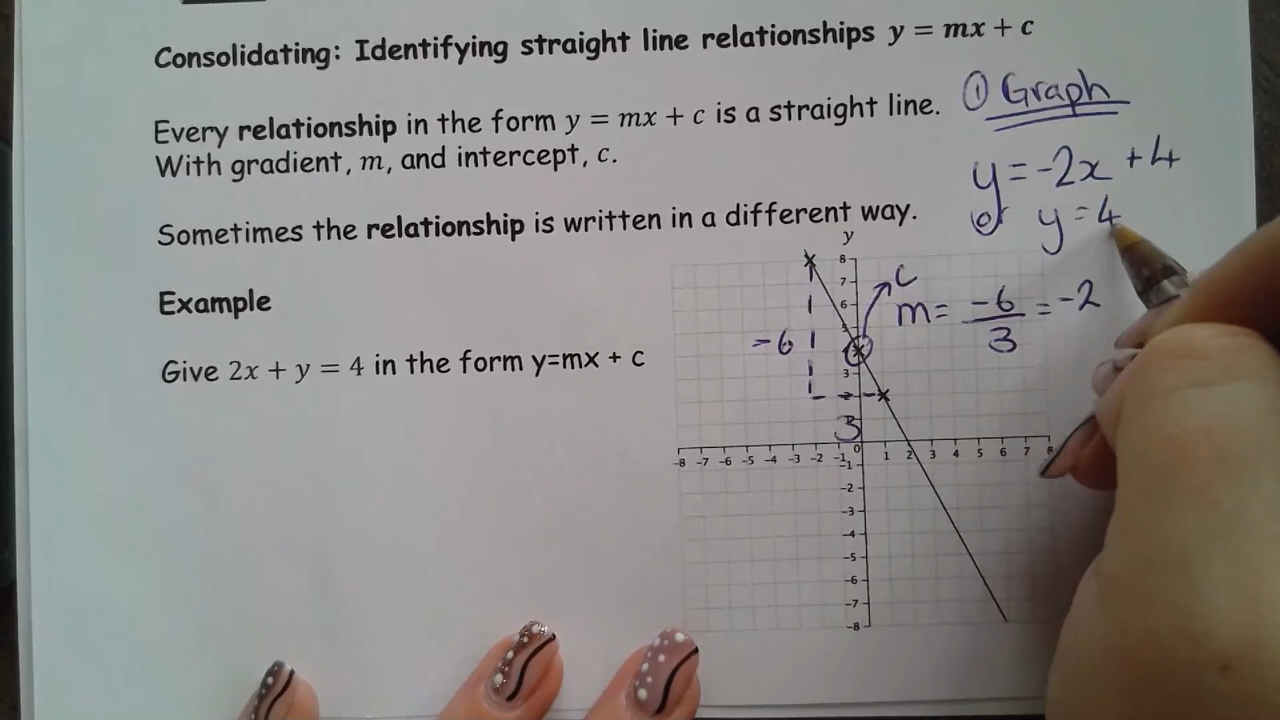 Consolidating: Identifying straight line relationships y = mx + c
① Graph
Every relationship in the form y = mx + c is a straight line.
With gradient, m, and intercept, c.
y = -2x + 4
or y = 4
Sometimes the relationship is written in a different way.
Example
Give 2x + y = 4 in the form y=mx + c
y
8
7
6
5
3
2
-8 -7 -6 -5 -4 -3 -2 -1 0 1 2 3 4 5 6 7 8
-1
-2
-3
-4
-5
-6
-7
-8
c
m = -6/3 = -2
-6
3